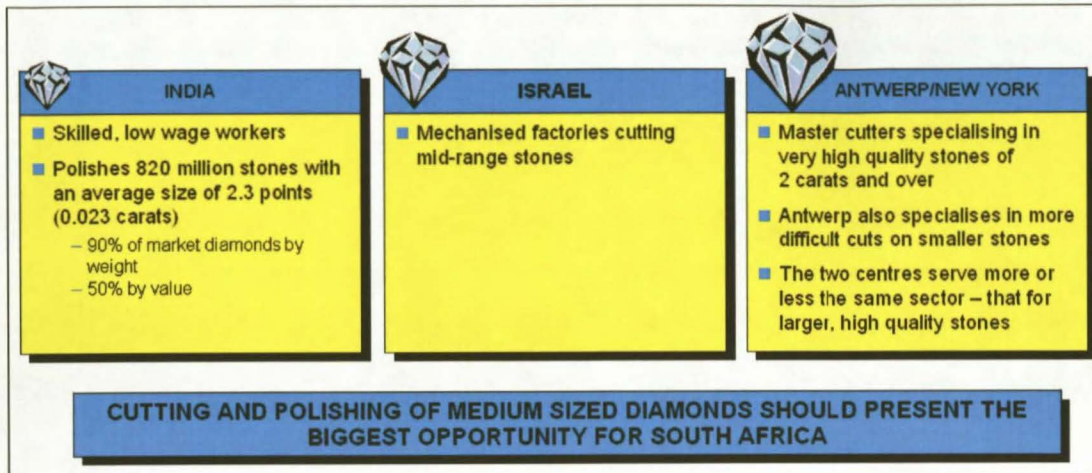 INDIA
Skilled, low wage workers
Polishes 820 million stones with
an average size of 2.3 points
(0.023 carats)
– 90% of market diamonds by
weight
– 50% by value
ISRAEL
Mechanised factories cutting
mid-range stones
ANTWERP/NEW YORK
Master cutters specialising in
very high quality stones of
2 carats and over
Antwerp also specialises in more
difficult cuts on smaller stones
The two centres serve more or
less the same sector – that for
larger, high quality stones
CUTTING AND POLISHING OF MEDIUM SIZED DIAMONDS SHOULD PRESENT THE
BIGGEST OPPORTUNITY FOR SOUTH AFRICA